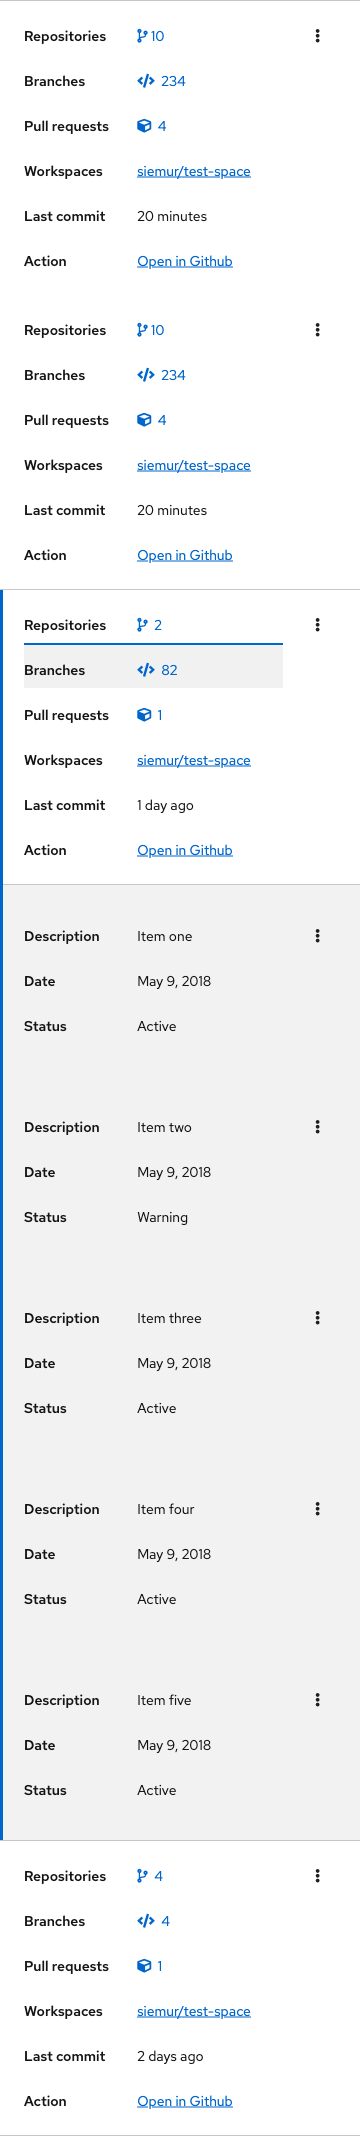 Repositories 10
Branches 234
Pull requests 4
Workspaces siemur/test-space
Last commit 20 minutes
Action Open in Github
Repositories 10
Branches 234
Pull requests 4
Workspaces siemur/test-space
Last commit 20 minutes
Action Open in Github
Repositories 2
Branches 82
Pull requests 1
Workspaces siemur/test-space
Last commit 1 day ago
Action Open in Github
Description Item one
Date May 9, 2018
Status Active
Description Item two
Date May 9, 2018
Status Warning
Description Item three
Date May 9, 2018
Status Active
Description Item four
Date May 9, 2018
Status Active
Description Item five
Date May 9, 2018
Status Active
Repositories 4
Branches 4
Pull requests 1
Workspaces siemur/test-space
Last commit 2 days ago
Action Open in Github